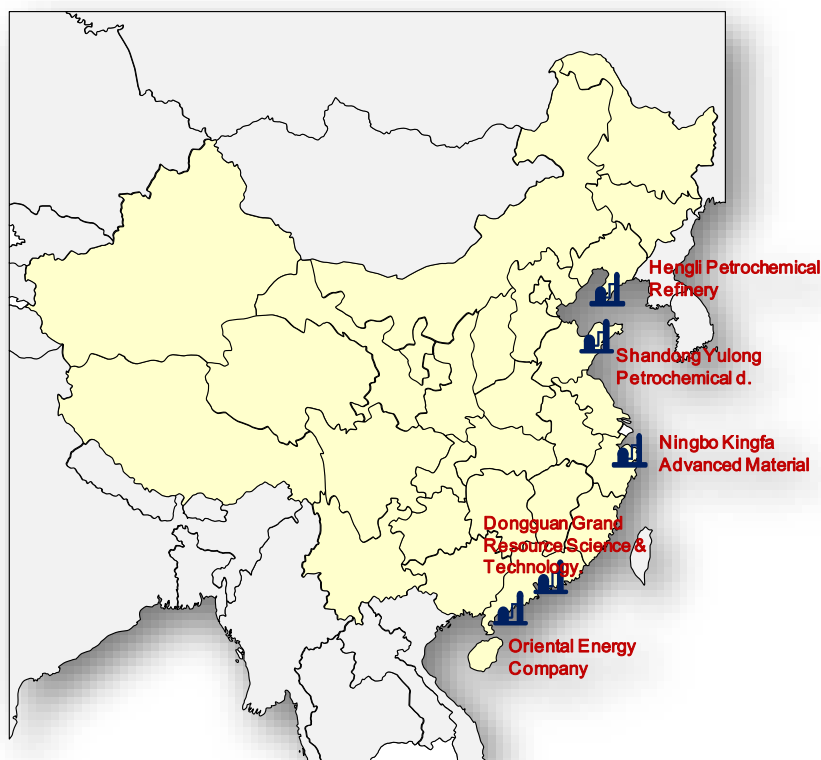 Hengli Petrochemical
Refinery
Shandong Yulong
Petrochemical d.
Ningbo Kingfa
Advanced Material
Dongguan Grand
Resource Science &
Technology.
Oriental Energy
Company